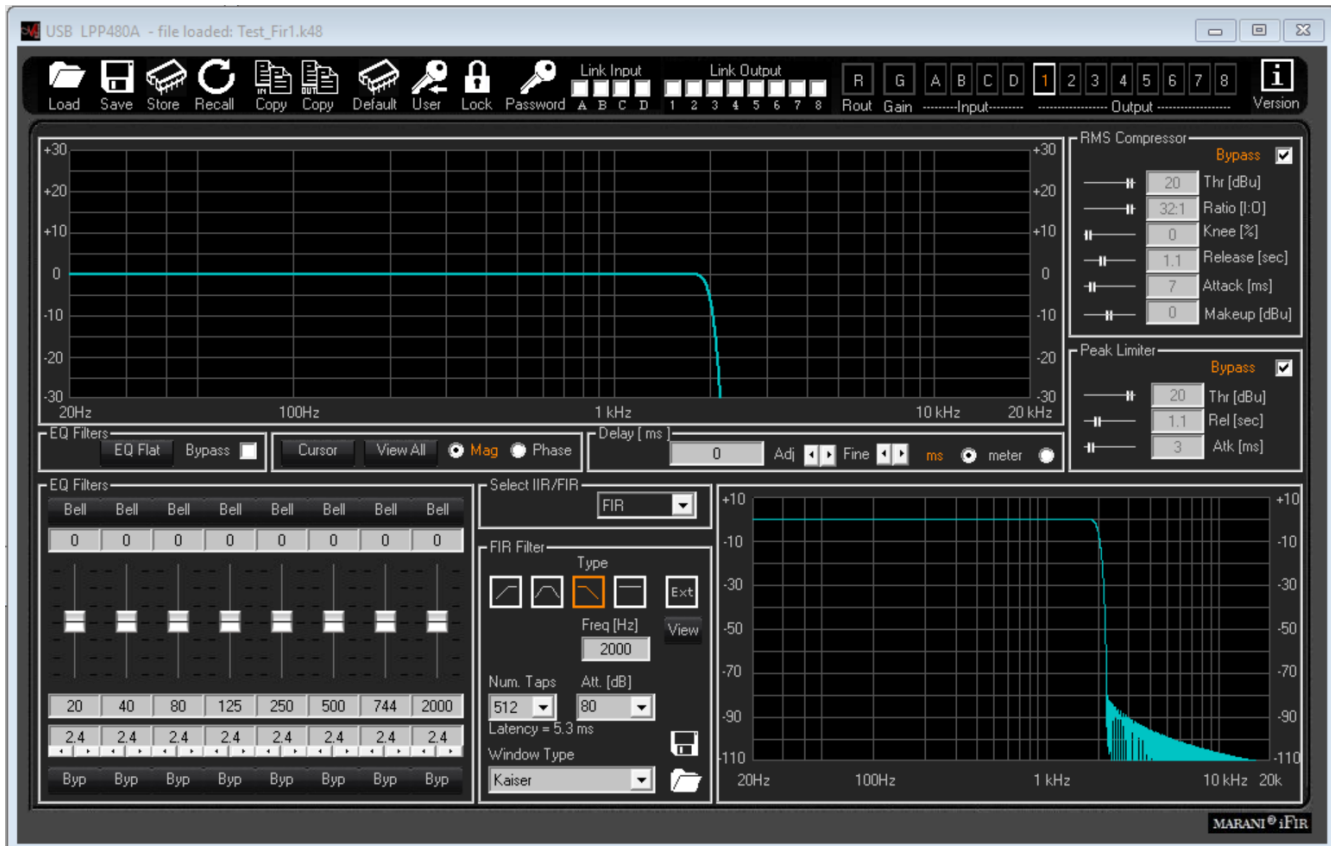 USB LPP480A - file loaded: Test_Fir1.k48
Load Save Store Recall Copy Copy Default User Lock Password
IN OUT
Link Input
A B C D
Link Output
1 2 3 4 5 6 7 8
R G A B C D 1 2 3 4 5 6 7 8
Rout Gain --------Input-------- ------------------Output ------------------
i
Version
+30 +30
+20 +20
+10 +10
0 0
-10 -10
-20 -20
-30 -30
20Hz 100Hz 1 kHz 10 kHz 20 kHz
RMS Compressor
Bypass
20 Thr [dBu]
32:1 Ratio [I:O]
0 Knee [%]
1.1 Release [sec]
7 Attack [ms]
0 Makeup [dBu]
Peak Limiter
Bypass
20 Thr [dBu]
1.1 Rel [sec]
3 Atk [ms]
EQ Filters
EQ Flat Bypass
Cursor View All Mag Phase
Delay [ ms ]
0 Adj Fine ms meter
EQ Filters
Bell Bell Bell Bell Bell Bell Bell Bell
0 0 0 0 0 0 0 0
20 40 80 125 250 500 744 2000
2.4 2.4 2.4 2.4 2.4 2.4 2.4 2.4
Byp Byp Byp Byp Byp Byp Byp Byp
Select IIR/FIR
FIR
FIR Filter
Type
Ext
Freq [Hz]
2000
View
Num. Taps Att. [dB]
512 80
Latency = 5.3 ms
Window Type
Kaiser
+10 +10
-10 -10
-30 -30
-50 -50
-70 -70
-90 -90
-110 -110
20Hz 100Hz 1 kHz 10 kHz 20k
MARANI® iFIR